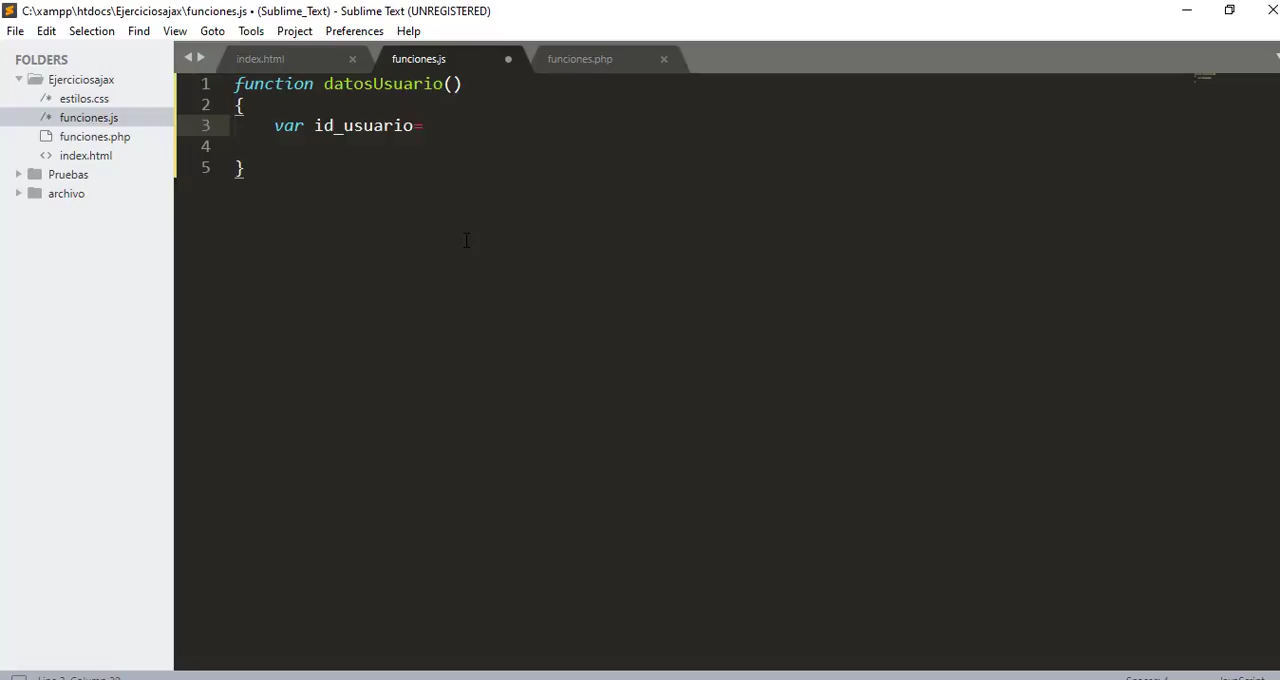 C:\xampp\htdocs\Ejerciciosajax\funciones.js • (Sublime_Text) - Sublime Text (UNREGISTERED)
File Edit Selection Find View Goto Tools Project Preferences Help
FOLDERS
Ejerciciosajax
/* estilos.css
/* funciones.js
funciones.php
<> index.html
Pruebas
archivo
index.html × funciones.js • funciones.php ×
1 function datosUsuario()
2 {
3 var id_usuario=
4
5 }